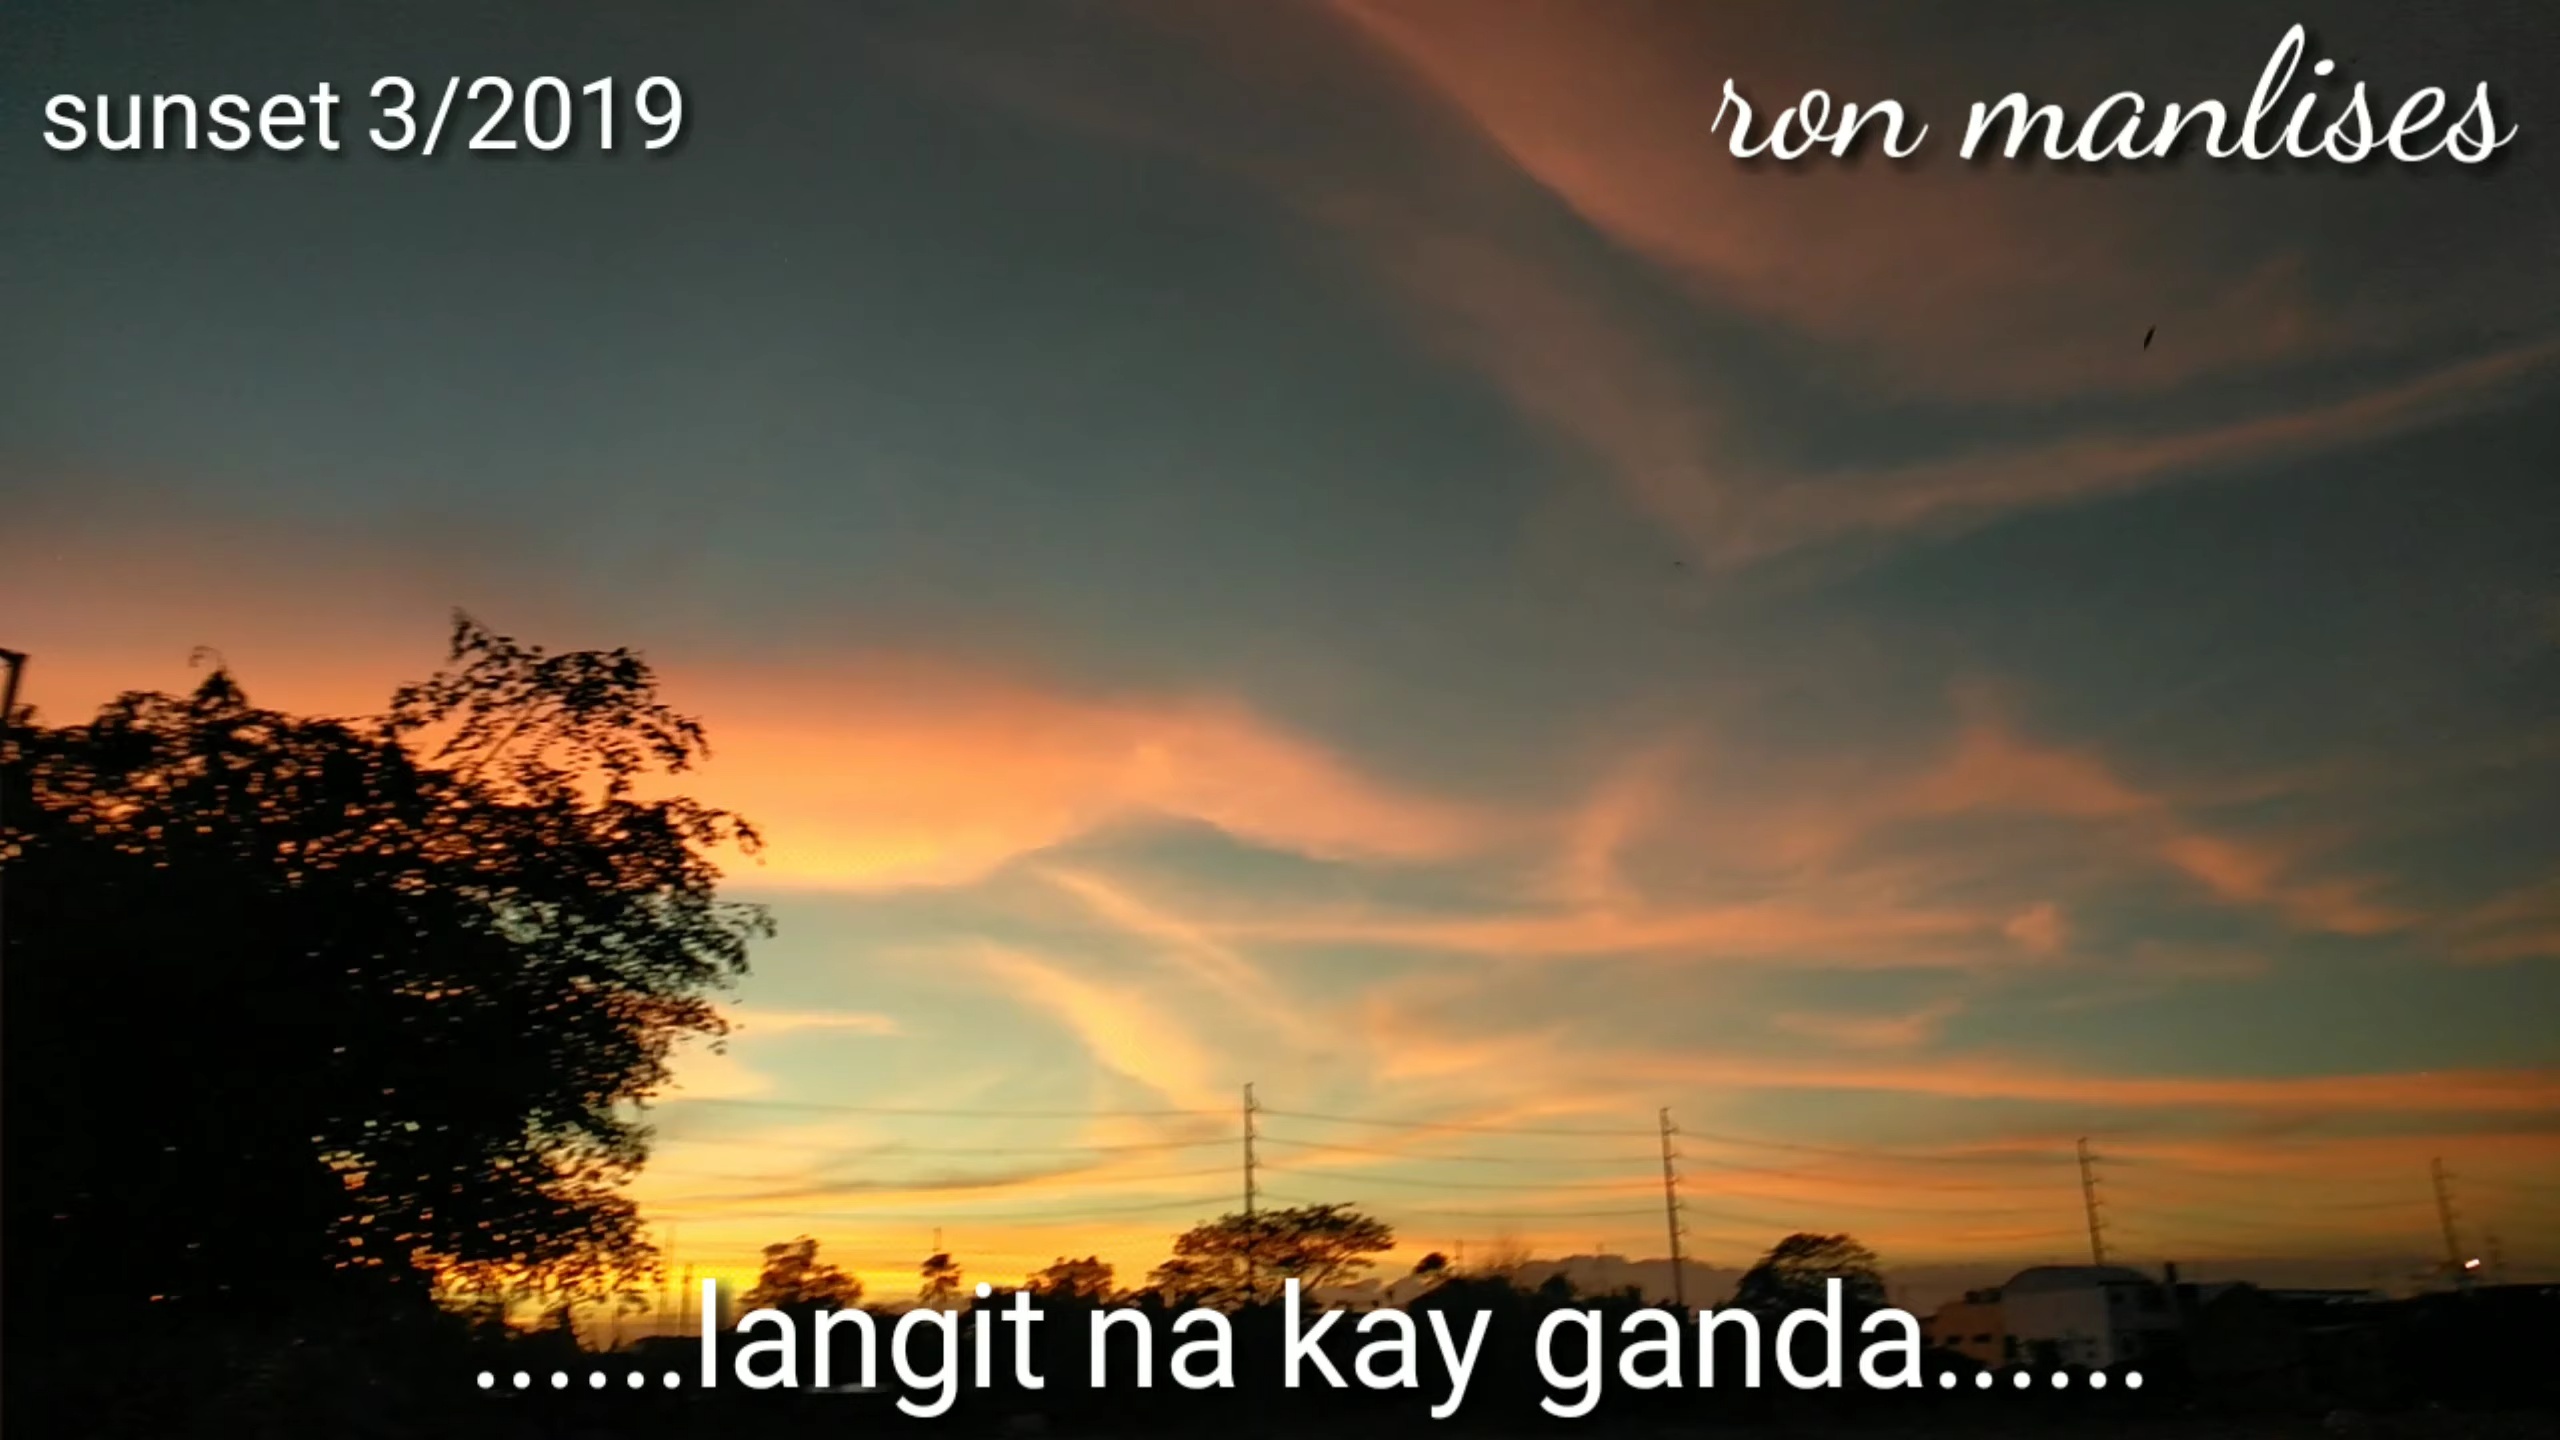 sunset 3/2019
ron manlises
......langit na kay ganda......